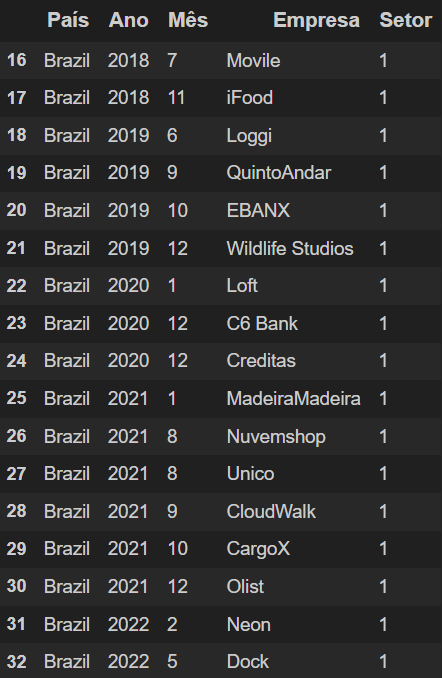 País Ano Mês Empresa Setor
16 Brazil 2018 7 Movile 1
17 Brazil 2018 11 iFood 1
18 Brazil 2019 6 Loggi 1
19 Brazil 2019 9 QuintoAndar 1
20 Brazil 2019 10 EBANX 1
21 Brazil 2019 12 Wildlife Studios 1
22 Brazil 2020 1 Loft 1
23 Brazil 2020 12 C6 Bank 1
24 Brazil 2020 12 Creditas 1
25 Brazil 2021 1 MadeiraMadeira 1
26 Brazil 2021 8 Nuvemshop 1
27 Brazil 2021 8 Unico 1
28 Brazil 2021 9 CloudWalk 1
29 Brazil 2021 10 CargoX 1
30 Brazil 2021 12 Olist 1
31 Brazil 2022 2 Neon 1
32 Brazil 2022 5 Dock 1